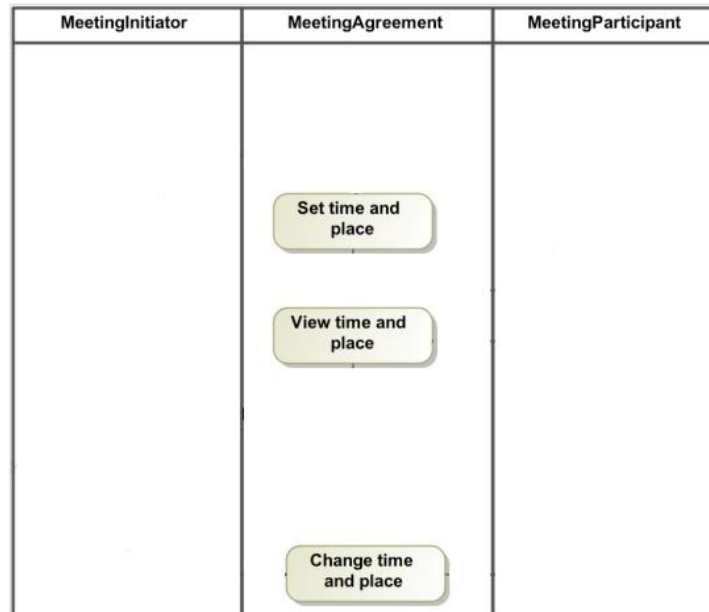 MeetingInitiator
MeetingAgreement
MeetingParticipant
Set time and
place
View time and
place
Change time
and place